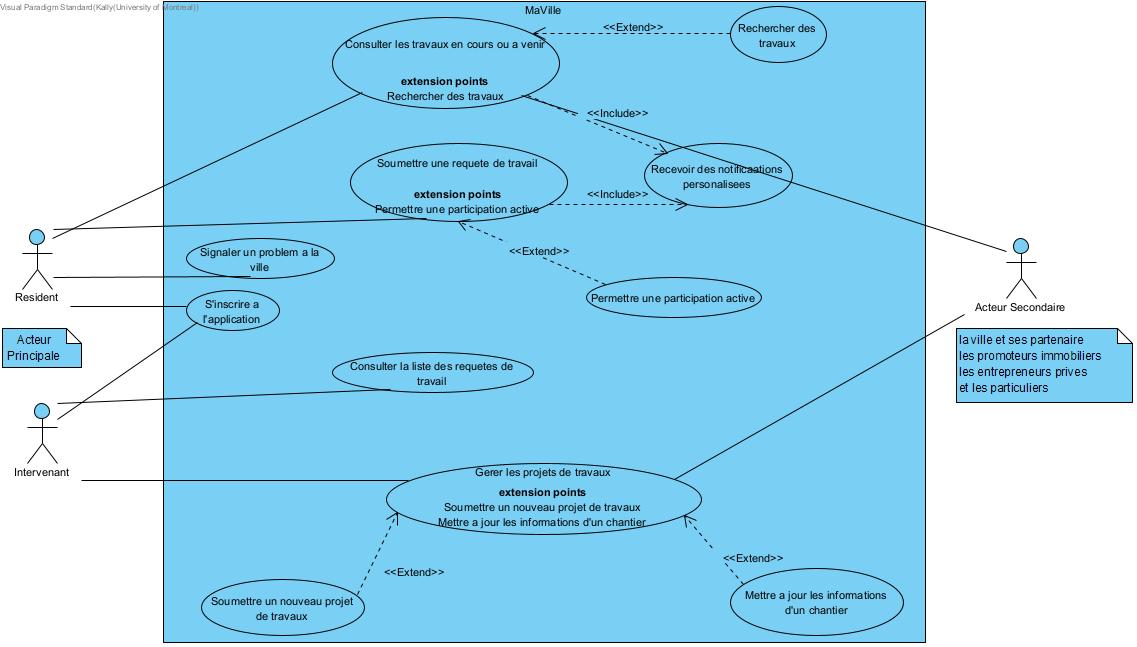 Visual Paradigm Standard(Kally(University of Montreal))
MaVille
Consulter les travaux en cours ou a venir
extension points
Rechercher des travaux
<<Extend>>
Rechercher des
travaux
<<Include>>
Soumettre une requete de travail
extension points
Permettre une participation active
<<Include>>
Recevoir des notificaations
personalisees
<<Extend>>
Permettre une participation active
Signaler un problem a la
ville
S'inscrire a
l'application
Resident
Acteur
Principale
Acteur Secondaire
la ville et ses partenaire
les promoteurs immobiliers
les entrepreneurs prives
et les particuliers
Consulter la liste des requetes de
travail
Intervenant
Gerer les projets de travaux
extension points
Soumettre un nouveau projet de travaux
Mettre a jour les informations d'un chantier
<<Extend>>
<<Extend>>
Soumettre un nouveau projet
de travaux
Mettre a jour les informations
d'un chantier